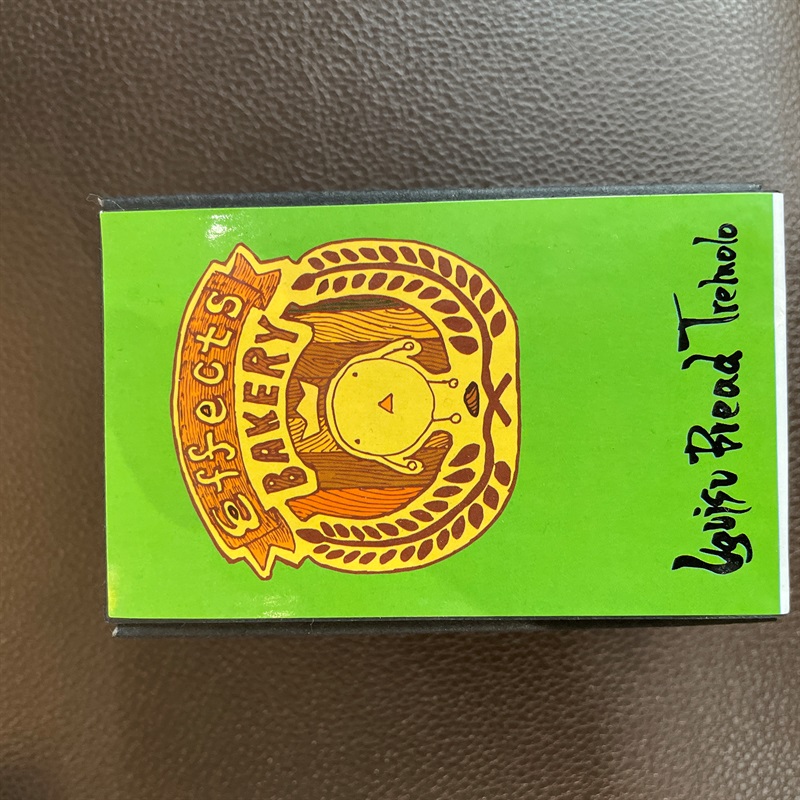 Effects
BAKERY
Uguisu Bread Tremolo